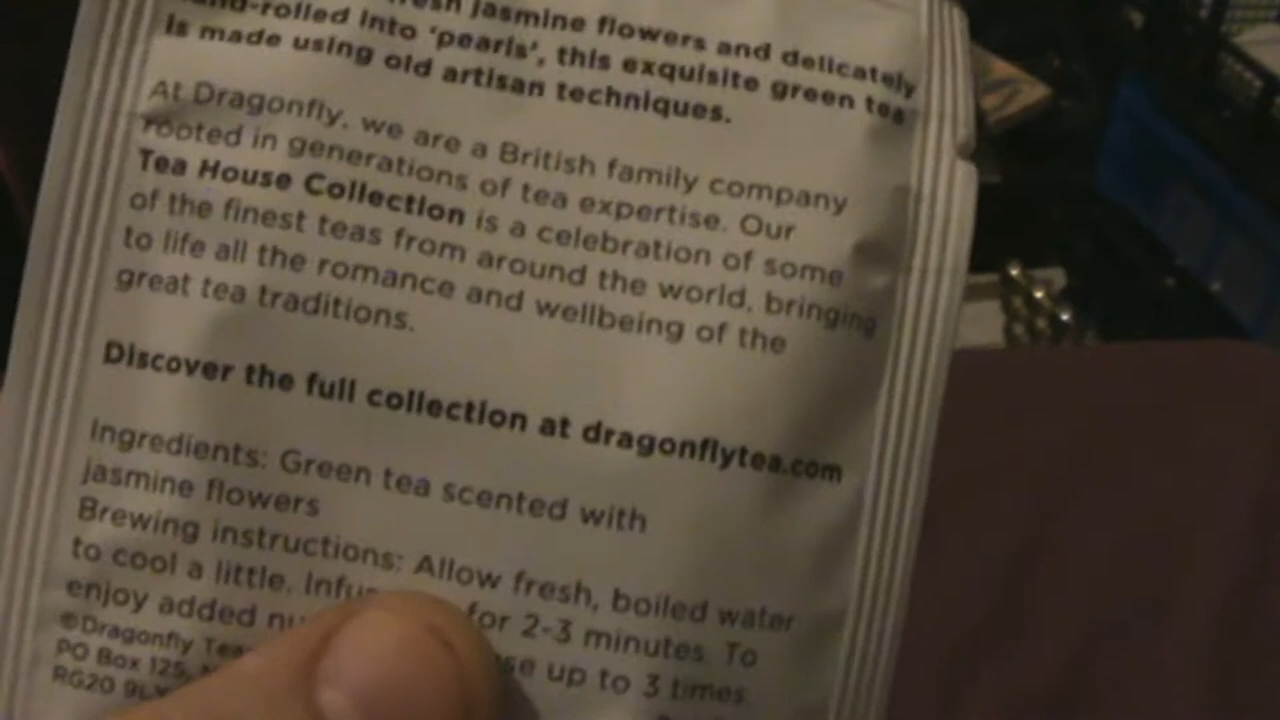 fresh jasmine flowers and delicately
hand-rolled into 'pearls', this exquisite green tea
is made using old artisan techniques.
At Dragonfly, we are a British family company
rooted in generations of tea expertise. Our
Tea House Collection is a celebration of some
of the finest teas from around the world, bringing
to life all the romance and wellbeing of the
great tea traditions.
Discover the full collection at dragonflytea.com
Ingredients: Green tea scented with
jasmine flowers
Brewing instructions: Allow fresh, boiled water
to cool a little. for 2-3 minutes. To
enjoy added up to 3 times
©Dragonfly Tea
PO Box 125,
RG20